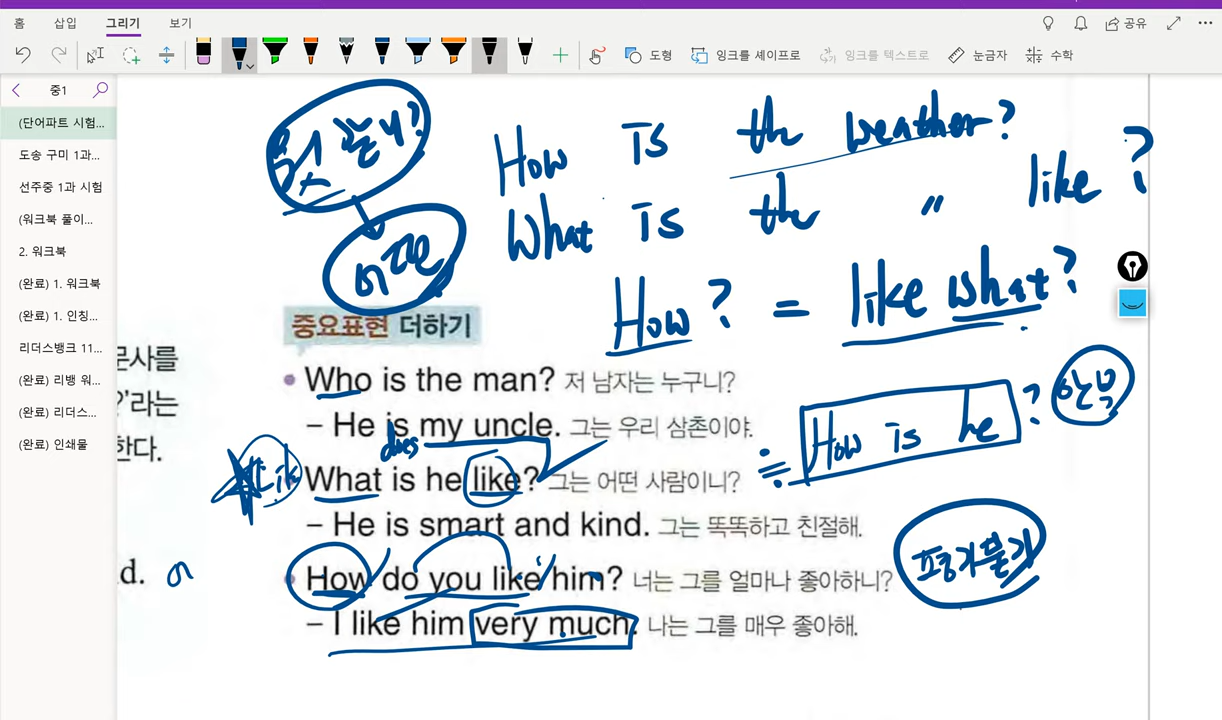 홈 삽입 그리기 보기
공유
도형 잉크를 셰이프로 잉크를 텍스트로 눈금자 수학
중1
(단어파트 시험...
도송 구미 1과...
선주중 1과 시험
(워크북 풀이...
2. 워크북
(완료) 1. 워크북
(완료) 1. 인칭...
리더스뱅크 11...
(완료) 리뱅 워...
(완료) 리더스...
(완료) 인쇄물
How is the weather?
What is the 〃 like?
어떤
How? = like what?
문사를
?'라는
한다.
d.
중요표현 더하기
• Who is the man? 저 남자는 누구니?
– He is my uncle. 그는 우리 삼촌이야.
does
≒ How is he? 안부
What is he like? 그는 어떤 사람이니?
– He is smart and kind. 그는 똑똑하고 친절해.
• How do you like him? 너는 그를 얼마나 좋아하니?
– I like him very much. 나는 그를 매우 좋아해.